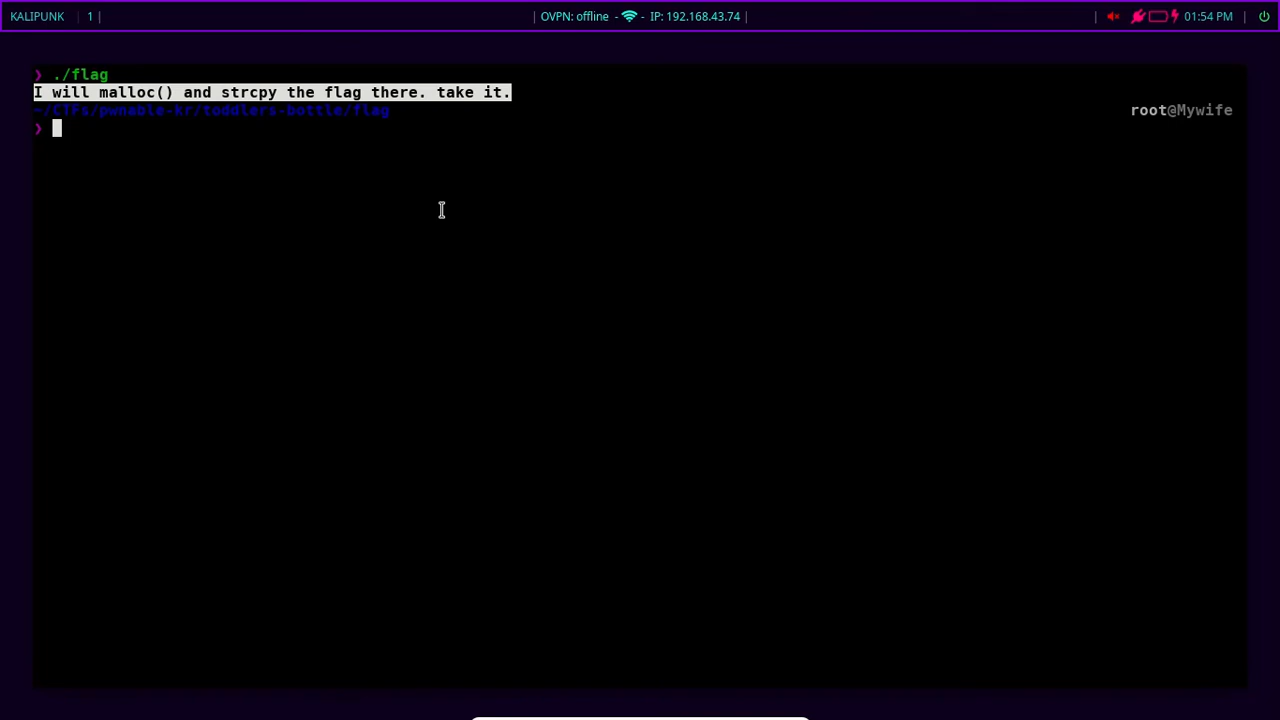 KALIPUNK | 1 | | OVPN: offline - - IP: 192.168.43.74 | | 01:54 PM |
❯ ./flag
I will malloc() and strcpy the flag there. take it.
~/CTFs/pwnable-kr/toddlers-bottle/flag root@Mywife
❯